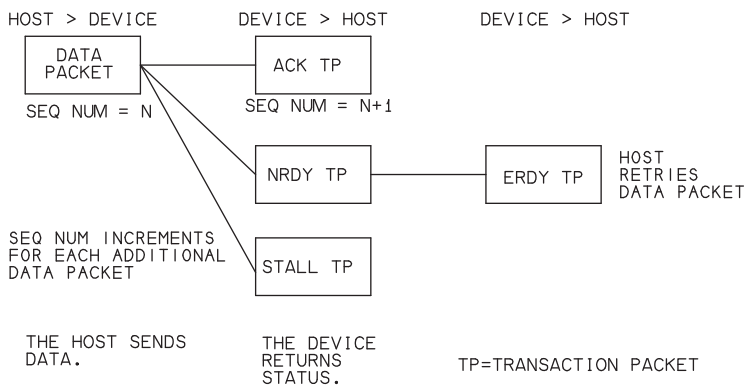 HOST > DEVICE
DEVICE > HOST
DEVICE > HOST
DATA
PACKET
ACK TP
SEQ NUM = N
SEQ NUM = N+1
NRDY TP
ERDY TP
HOST
RETRIES
DATA PACKET
SEQ NUM INCREMENTS
FOR EACH ADDITIONAL
DATA PACKET
STALL TP
THE HOST SENDS
DATA.
THE DEVICE
RETURNS
STATUS.
TP=TRANSACTION PACKET